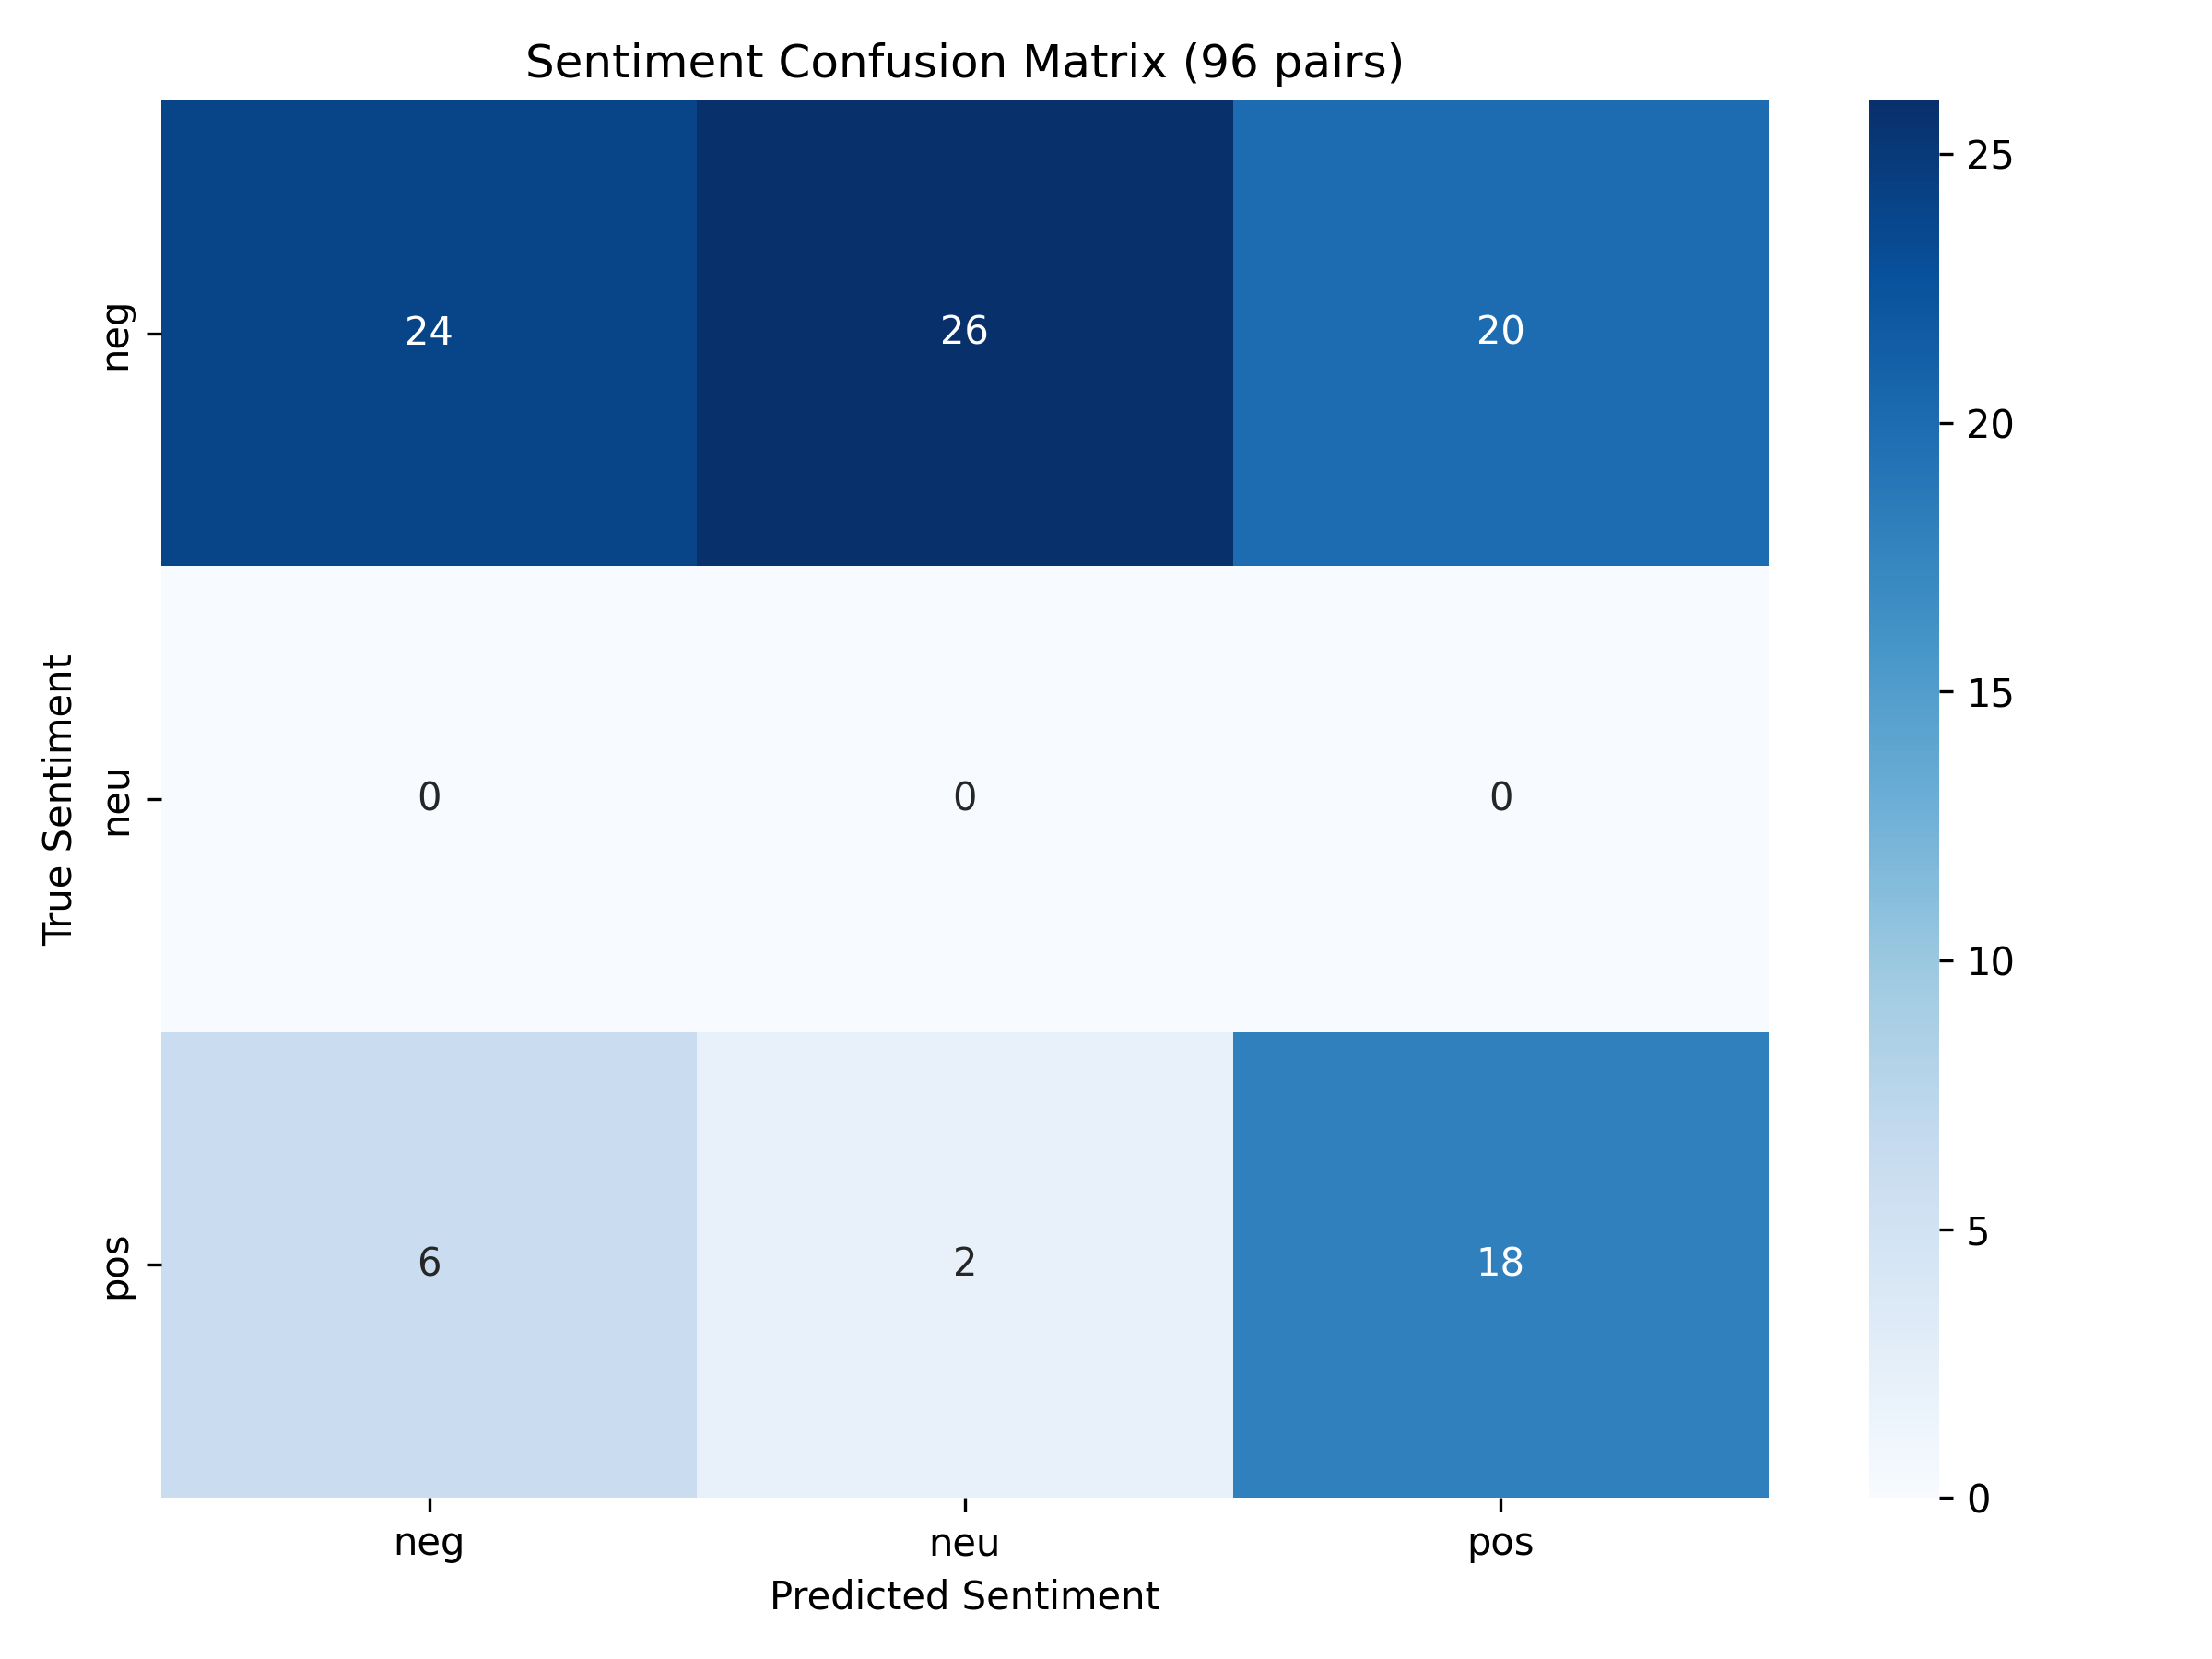 Sentiment Confusion Matrix (96 pairs)
True Sentiment
neg
24
26
20
neu
0
0
0
pos
6
2
18
neg
neu
pos
Predicted Sentiment
25
20
15
10
5
0